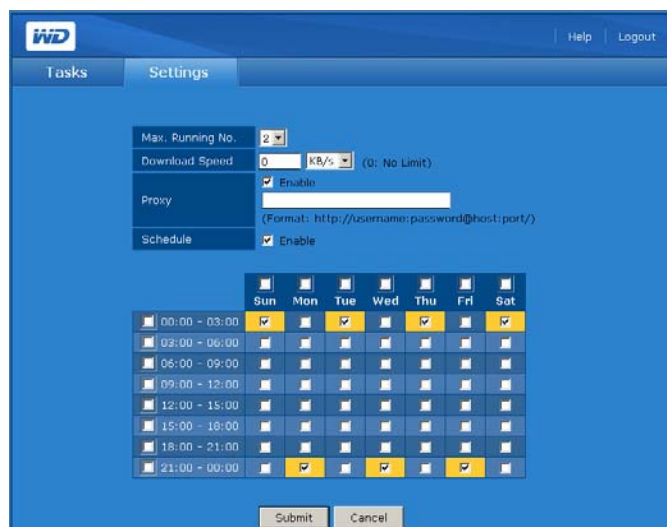 WD
Help | Logout
Tasks Settings
Max. Running No. 2
Download Speed 0 KB/s (0: No Limit)
Proxy Enable
(Format: http://username:password@host:port/)
Schedule Enable
Sun Mon Tue Wed Thu Fri Sat
00:00 - 03:00
03:00 - 06:00
06:00 - 09:00
09:00 - 12:00
12:00 - 15:00
15:00 - 18:00
18:00 - 21:00
21:00 - 00:00
Submit Cancel